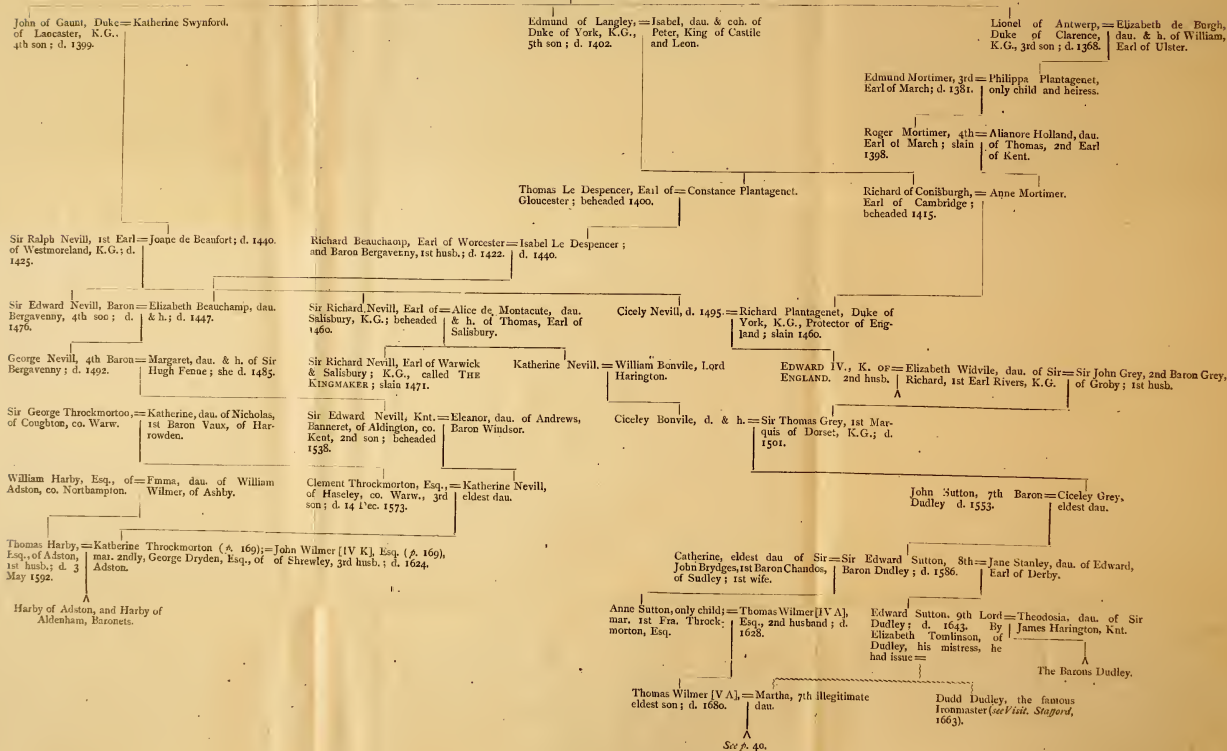 John of Gaunt, Duke = Katherine Swynford.
of Lancaster, K.G..
4th son ; d. 1399.
Edmund of Langley, = Isabel, dau. & coh. of
Duke of York, K.G., Peter, King of Castile
5th son ; d. 1402. and Leon.
Lionel of Antwerp, = Elizabeth de Burgh,
Duke of Clarence, dau. & h. of William,
K.G., 3rd son ; d. 1368. Earl of Ulster.
Edmund Mortimer, 3rd = Philippa Plantagenet,
Earl of March; d. 1381. only child and heiress.
Roger Mortimer, 4th = Alianore Holland, dau.
Earl of March ; slain of Thomas, 2nd Earl
1398. of Kent.
Thomas Le Despencer, Earl of = Constance Plantagenet.
Gloucester ; beheaded 1400.
Richard of Conisburgh, = Anne Mortimer.
Earl of Cambridge ;
beheaded 1415.
Sir Ralph Nevill, 1st Earl = Joane de Beaufort; d. 1440.
of Westmoreland, K.G.; d.
1425.
Richard Beauchamp, Earl of Worcester = Isabel Le Despencer ;
and Baron Bergavenny, 1st husb.; d. 1422. d. 1440.
Sir Edward Nevill, Baron = Elizabeth Beauchamp, dau.
Bergavenny, 4th son ; d. & h.; d. 1447.
1476.
Sir Richard Nevill, Earl of = Alice de Montacute, dau.
Salisbury, K.G.; beheaded & h. of Thomas, Earl of
1460. Salisbury.
Cicely Nevill, d. 1495. = Richard Plantagenet, Duke of
York, K.G., Protector of Eng-
land ; slain 1460.
George Nevill, 4th Baron = Margaret, dau. & h. of Sir
Bergavenny ; d. 1492. Hugh Fenne ; she d. 1485.
Sir Richard Nevill, Earl of Warwick
& Salisbury ; K.G., called THE
KINGMAKER ; slain 1471.
Katherine Nevill. = William Bonvile, Lord
Harington.
EDWARD IV., K. OF = Elizabeth Widvile, dau. of Sir = Sir John Grey, 2nd Baron Grey,
ENGLAND. 2nd husb. Richard, 1st Earl Rivers, K.G. of Groby ; 1st husb.
Sir George Throckmorton, = Katherine, dau. of Nicholas,
of Coughton, co. Warw. 1st Baron Vaux, of Har-
rowden.
Sir Edward Nevill, Knt. = Eleanor, dau. of Andrews,
Banneret, of Aldington, co. Baron Windsor.
Kent, 2nd son ; beheaded
1538.
Ciceley Bonvile, d. & h. = Sir Thomas Grey, 1st Mar-
quis of Dorset, K.G.; d.
1501.
William Harby, Esq., of = Emma, dau. of William
Adston, co. Northampton. Wilmer, of Ashby.
Clement Throckmorton, Esq., = Katherine Nevill,
of Haseley, co. Warw., 3rd eldest dau.
son ; d. 14 Dec. 1573.
John Sutton, 7th Baron = Ciceley Grey,
Dudley d. 1553. eldest dau.
Thomas Harby, = Katherine Throckmorton (p. 169); = John Wilmer [IV K], Esq. (p. 169),
Esq., of Adston, mar. 2ndly, George Dryden, Esq., of of Shrewley, 3rd husb.; d. 1624.
1st husb.; d. 3 Adston.
May 1592.
Harby of Adston, and Harby of
Aldenham, Baronets.
Catherine, eldest dau of Sir = Sir Edward Sutton, 8th = Jane Stanley, dau. of Edward,
John Brydges, 1st Baron Chandos, Baron Dudley ; d. 1586. Earl of Derby.
of Sudley ; 1st wife.
Anne Sutton, only child; = Thomas Wilmer [IV A],
mar. 1st Fra. Throck- Esq., 2nd husband ; d.
morton, Esq. 1628.
Edward Sutton, 9th Lord = Theodosia, dau. of Sir
Dudley ; d. 1643. By James Harington, Knt.
Elizabeth Tomlinson, of
Dudley, his mistress, he
had issue =
The Barons Dudley.
Thomas Wilmer [V A], = Martha, 7th illegitimate
eldest son ; d. 1680. dau.
Dudd Dudley, the famous
Ironmaster (see Visit. Stafford,
1663).
See p. 40.